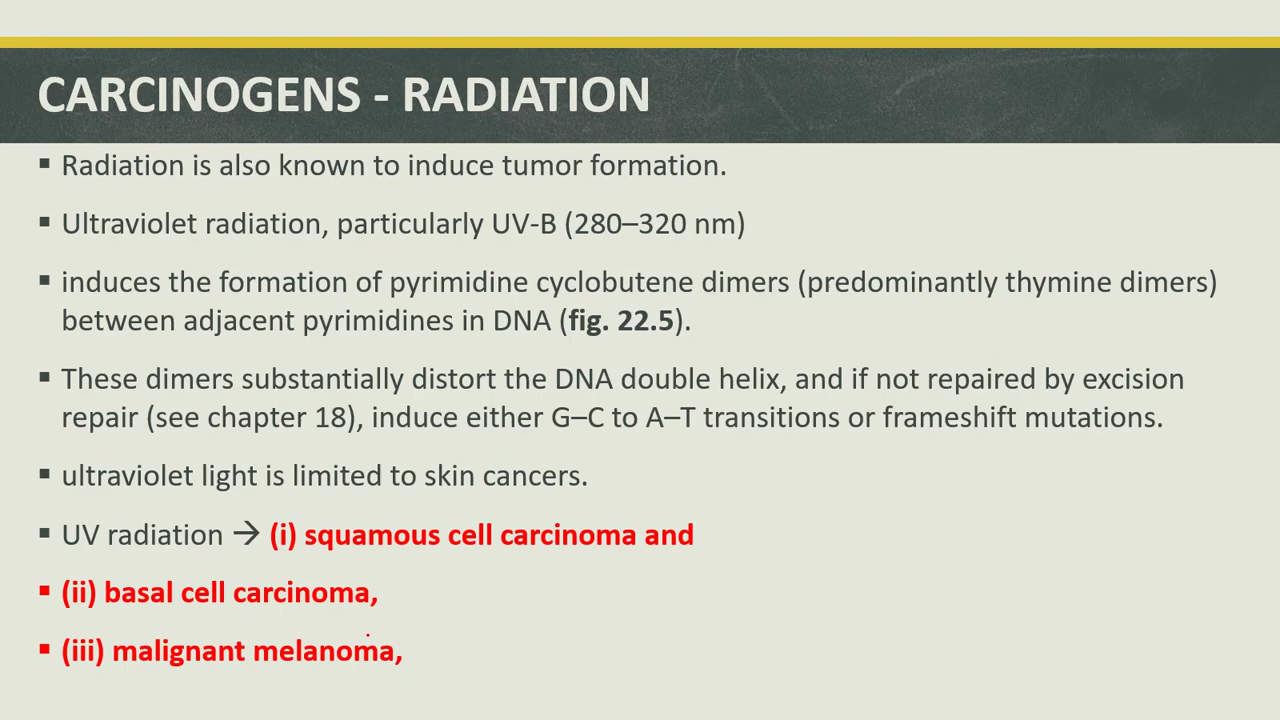 CARCINOGENS - RADIATION
▪ Radiation is also known to induce tumor formation.
▪ Ultraviolet radiation, particularly UV-B (280–320 nm)
▪ induces the formation of pyrimidine cyclobutene dimers (predominantly thymine dimers)
between adjacent pyrimidines in DNA (fig. 22.5).
▪ These dimers substantially distort the DNA double helix, and if not repaired by excision
repair (see chapter 18), induce either G–C to A–T transitions or frameshift mutations.
▪ ultraviolet light is limited to skin cancers.
▪ UV radiation → (i) squamous cell carcinoma and
▪ (ii) basal cell carcinoma,
▪ (iii) malignant melanoma,